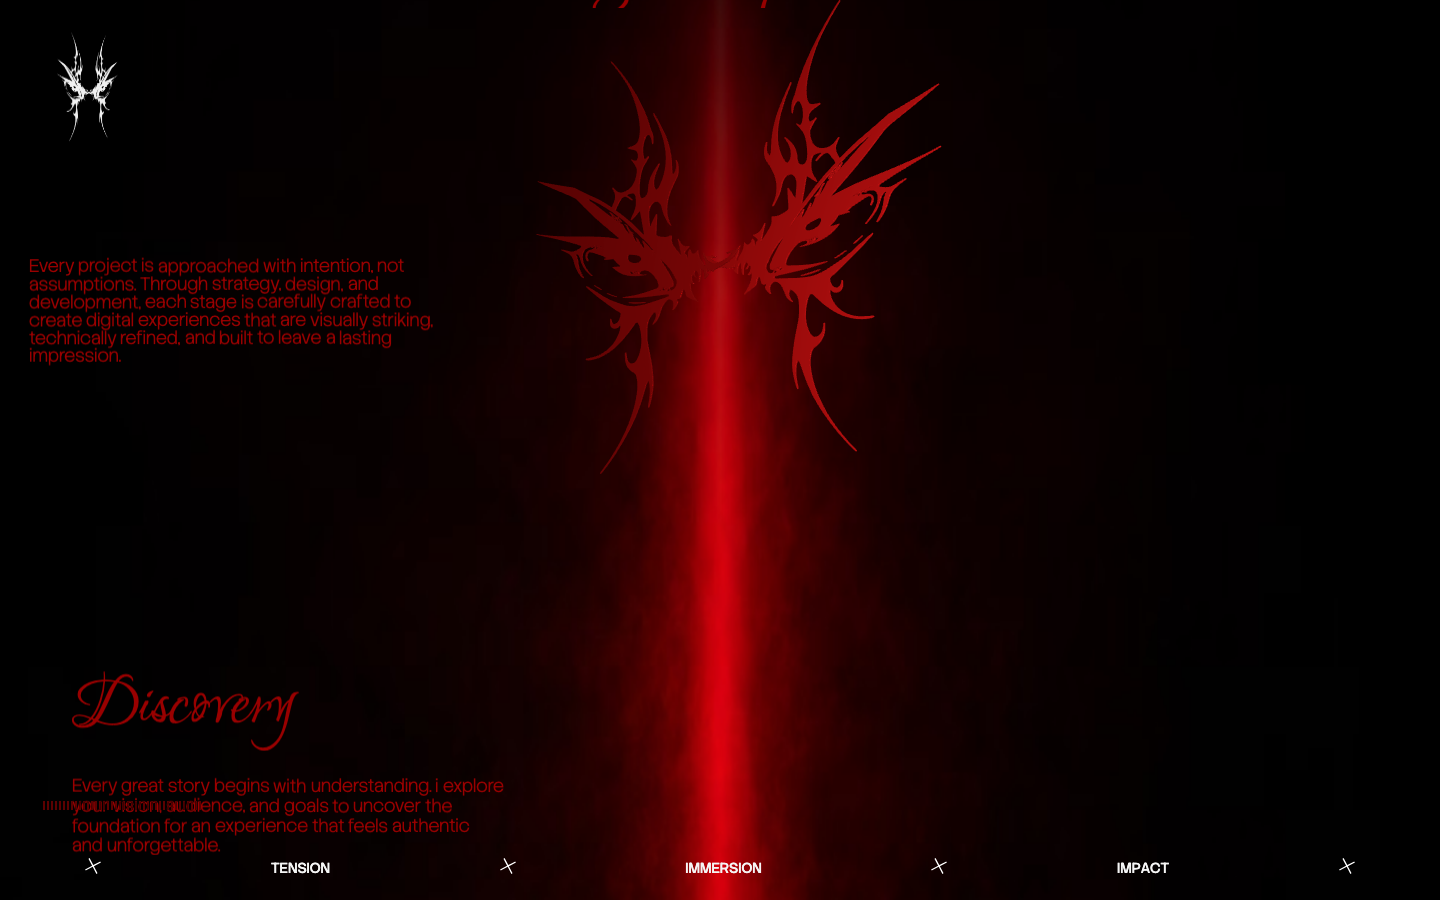 Every project is approached with intention, not
assumptions. Through strategy, design, and
development, each stage is carefully crafted to
create digital experiences that are visually striking,
technically refined, and built to leave a lasting
impression.
Discovery
Every great story begins with understanding. i explore
your vision, audience, and goals to uncover the
foundation for an experience that feels authentic
and unforgettable.
TENSION
IMMERSION
IMPACT